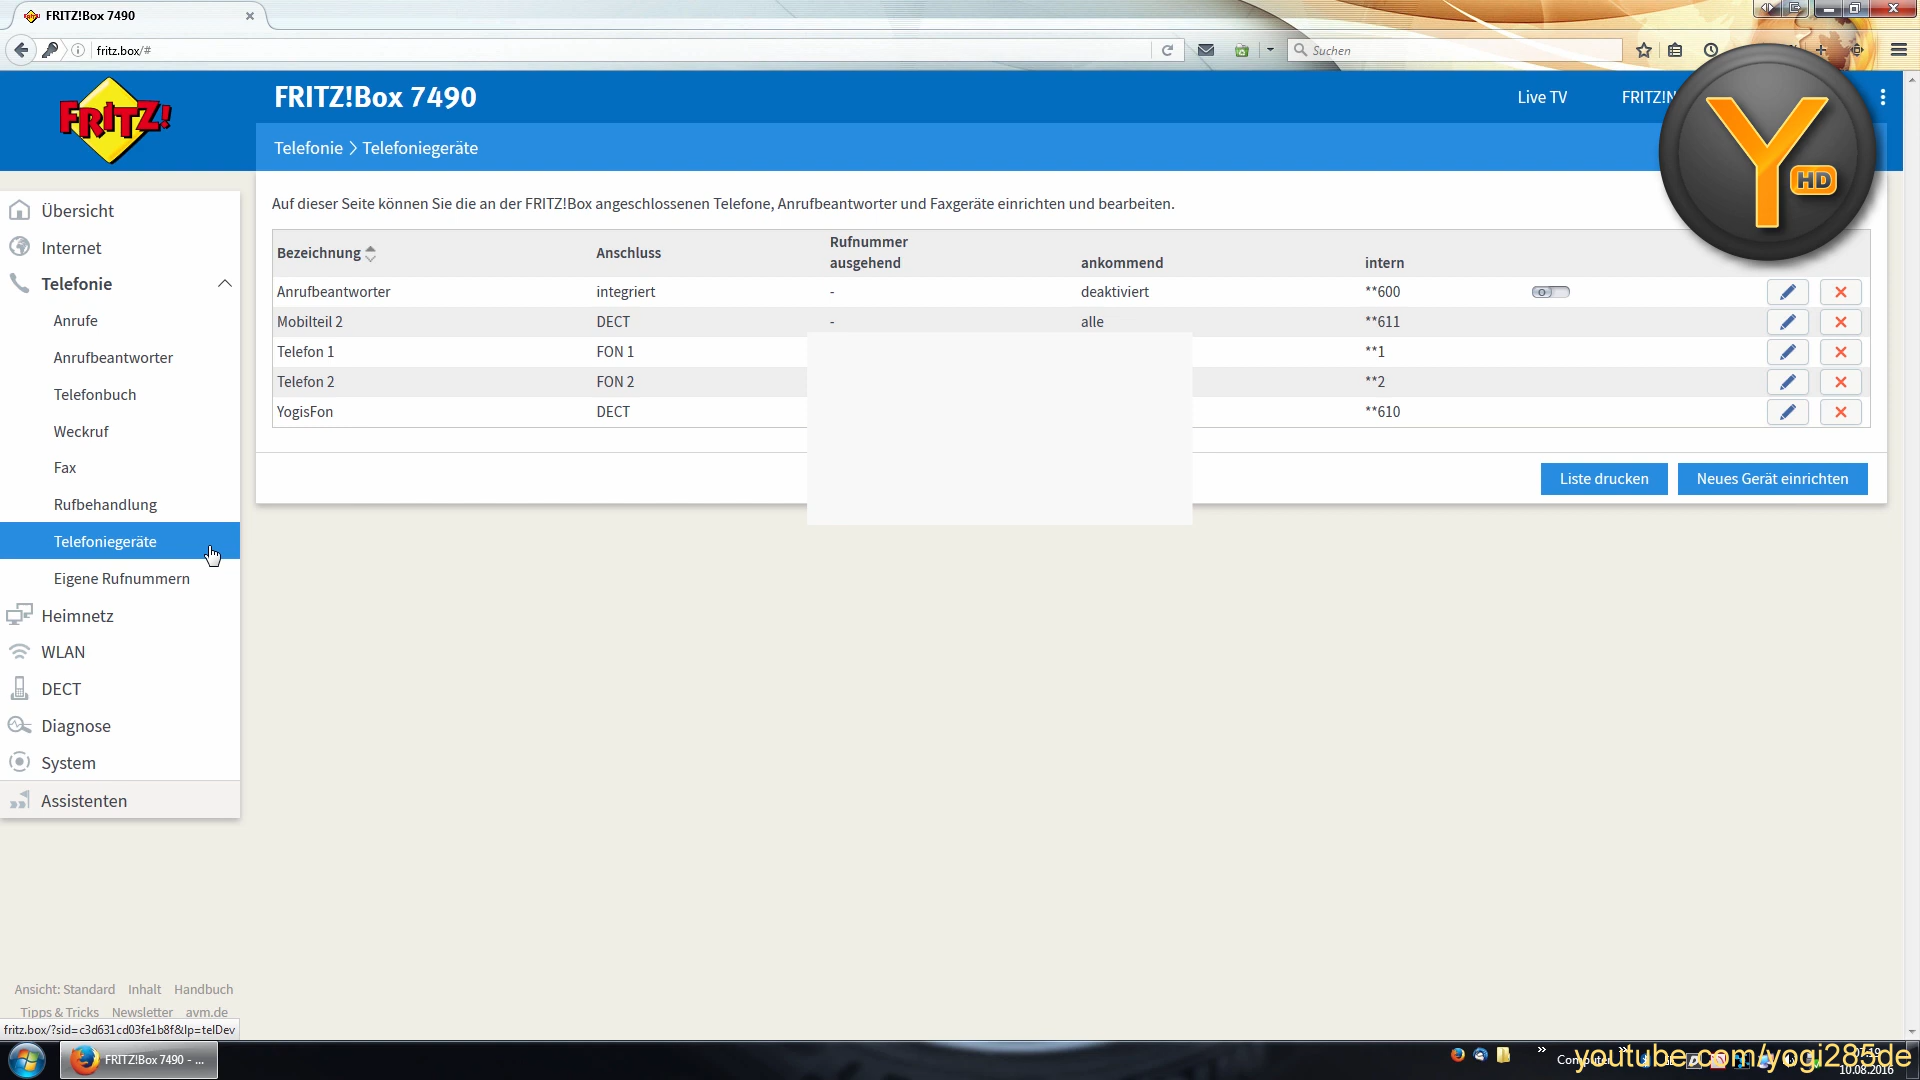 FRITZ!Box 7490
fritz.box/#
Suchen
FRITZ!
FRITZ!Box 7490
Live TV
FRITZ!N
Telefonie > Telefoniegeräte
Y HD
Übersicht
Internet
Telefonie
Anrufe
Anrufbeantworter
Telefonbuch
Weckruf
Fax
Rufbehandlung
Telefoniegeräte
Eigene Rufnummern
Heimnetz
WLAN
DECT
Diagnose
System
Assistenten
Auf dieser Seite können Sie die an der FRITZ!Box angeschlossenen Telefone, Anrufbeantworter und Faxgeräte einrichten und bearbeiten.
Bezeichnung Anschluss Rufnummer ausgehend ankommend intern
Anrufbeantworter integriert - deaktiviert **600
Mobilteil 2 DECT - alle **611
Telefon 1 FON 1 **1
Telefon 2 FON 2 **2
YogisFon DECT **610
Liste drucken
Neues Gerät einrichten
Ansicht: Standard Inhalt Handbuch
Tipps & Tricks Newsletter avm.de
fritz.box/?sid=c3d631cd03fe1b8f&lp=telDev
FRITZ!Box 7490 - ...
Computer
youtube.com/yogi285de
10.08.2016